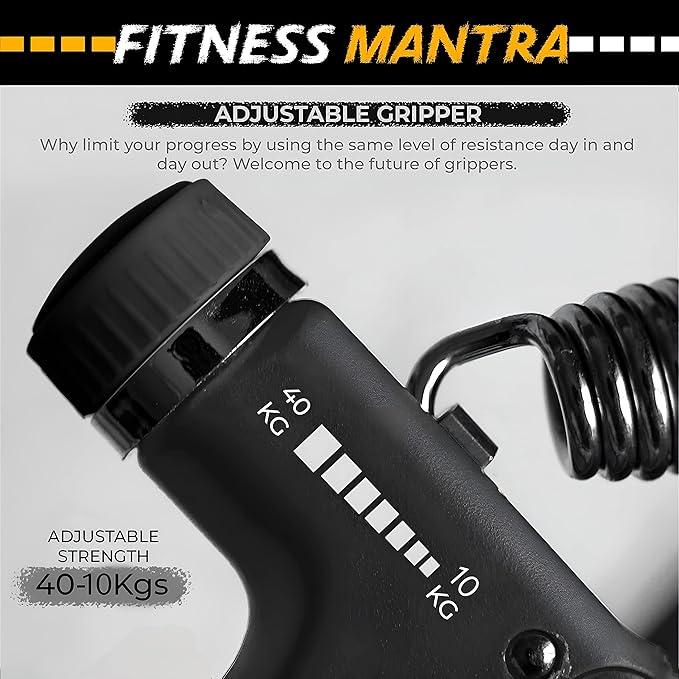 FITNESS MANTRA
ADJUSTABLE GRIPPER
Why limit your progress by using the same level of resistance day in and
day out? Welcome to the future of grippers.
40
KG
10
KG
ADJUSTABLE
STRENGTH
40-10Kgs